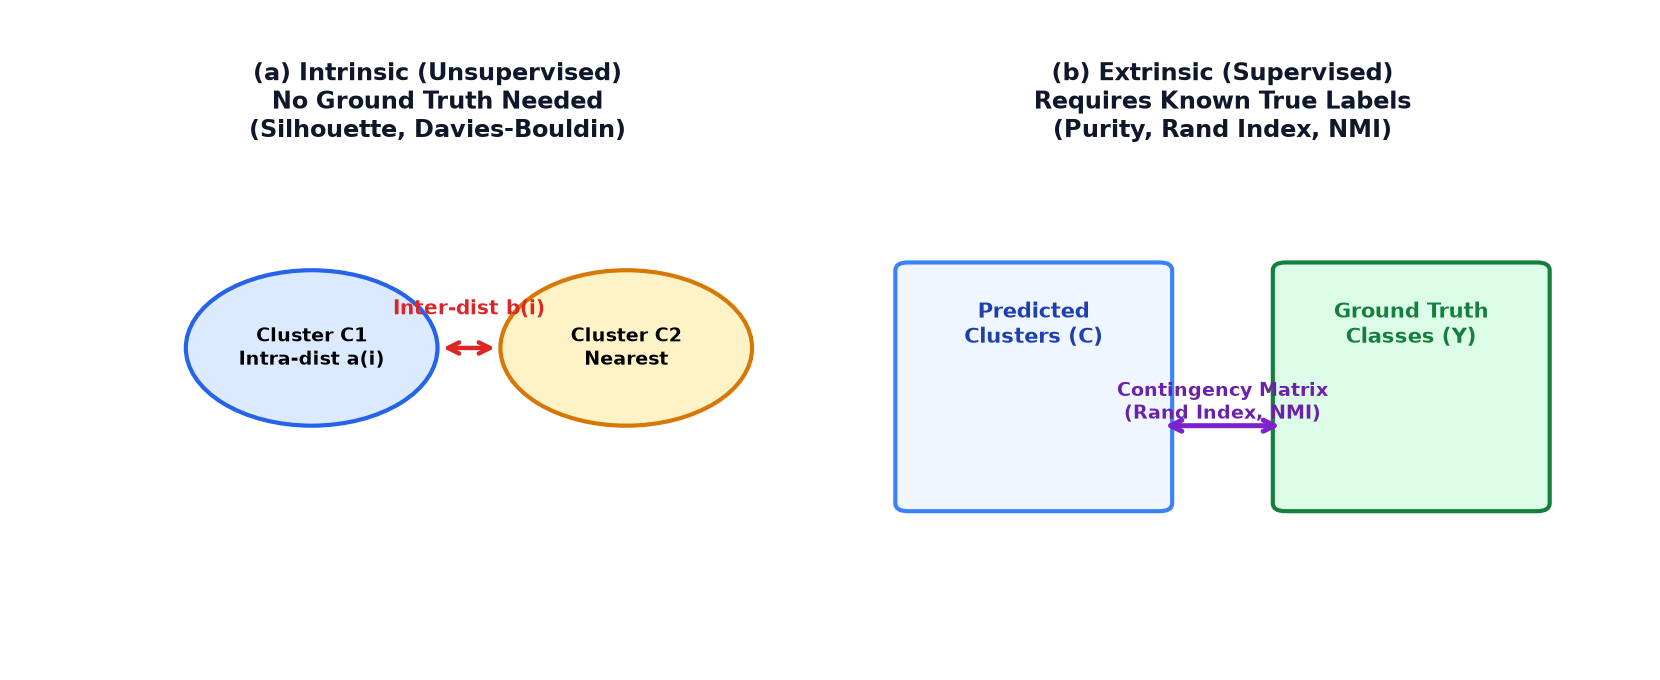 (a) Intrinsic (Unsupervised)
No Ground Truth Needed
(Silhouette, Davies-Bouldin)
Inter-dist b(i)
Cluster C1
Intra-dist a(i)
Cluster C2
Nearest
(b) Extrinsic (Supervised)
Requires Known True Labels
(Purity, Rand Index, NMI)
Predicted
Clusters (C)
Ground Truth
Classes (Y)
Contingency Matrix
(Rand Index, NMI)